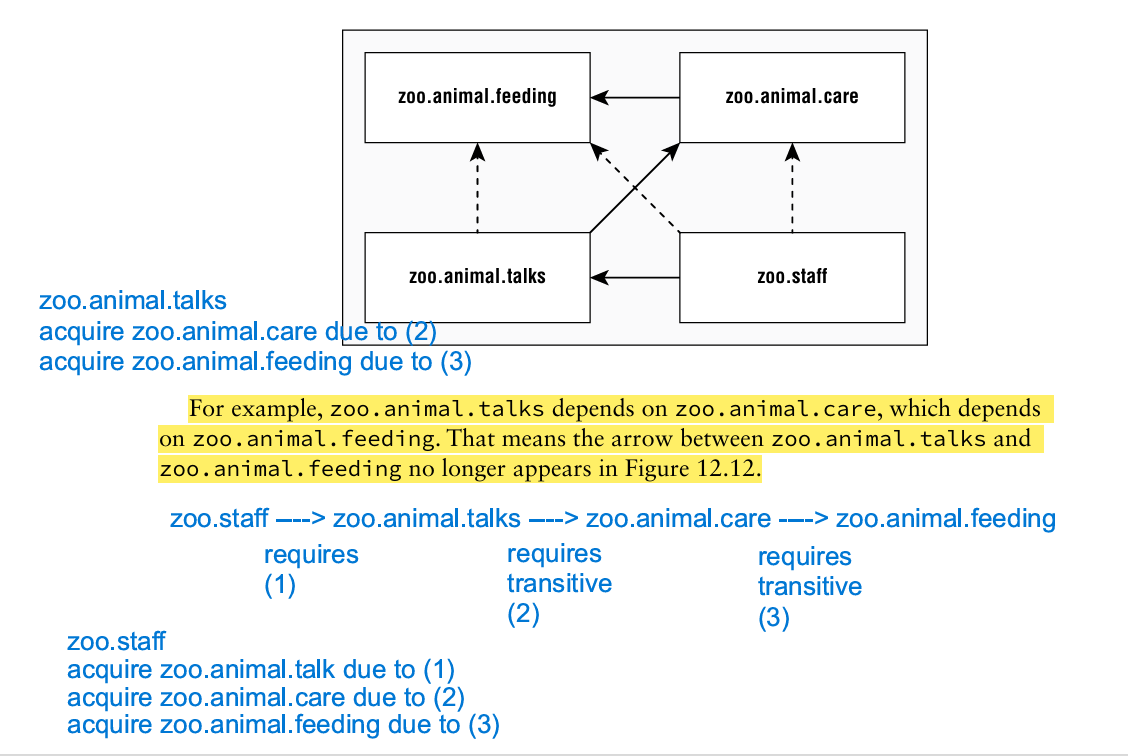 zoo.animal.feeding
zoo.animal.care
zoo.animal.talks
zoo.staff
zoo.animal.talks
acquire zoo.animal.care due to (2)
acquire zoo.animal.feeding due to (3)
For example, zoo.animal.talks depends on zoo.animal.care, which depends
on zoo.animal.feeding. That means the arrow between zoo.animal.talks and
zoo.animal.feeding no longer appears in Figure 12.12.
zoo.staff ----> zoo.animal.talks ----> zoo.animal.care ----> zoo.animal.feeding
requires
(1)
requires
transitive
(2)
requires
transitive
(3)
zoo.staff
acquire zoo.animal.talk due to (1)
acquire zoo.animal.care due to (2)
acquire zoo.animal.feeding due to (3)